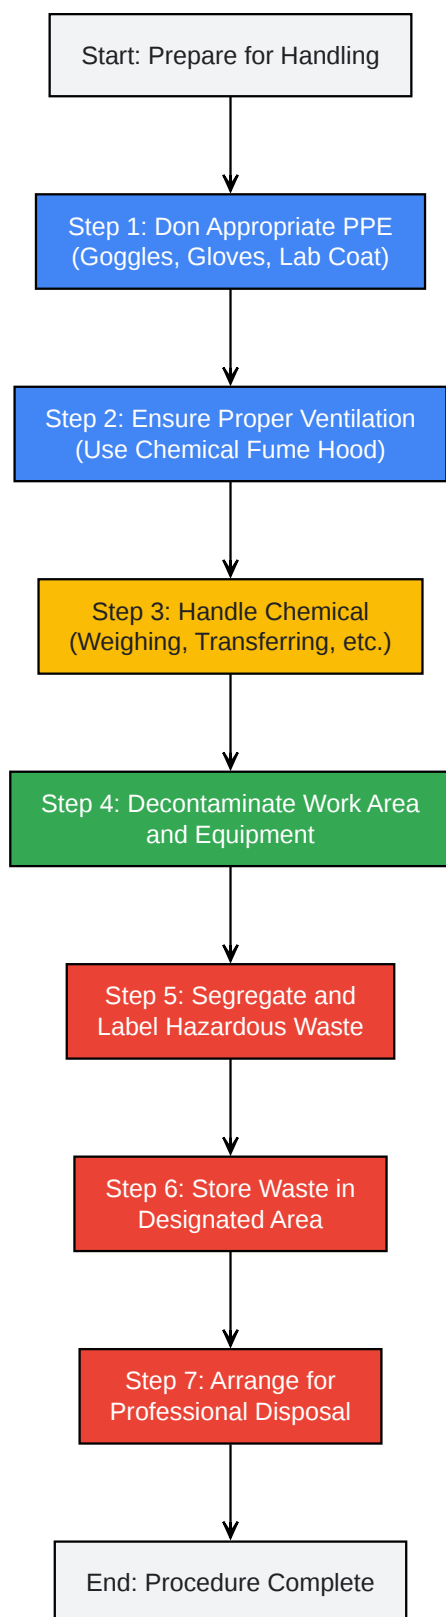 Start: Prepare for Handling
Step 1: Don Appropriate PPE
(Goggles, Gloves, Lab Coat)
Step 2: Ensure Proper Ventilation
(Use Chemical Fume Hood)
Step 3: Handle Chemical
(Weighing, Transferring, etc.)
Step 4: Decontaminate Work Area
and Equipment
Step 5: Segregate and
Label Hazardous Waste
Step 6: Store Waste in
Designated Area
Step 7: Arrange for
Professional Disposal
End: Procedure Complete